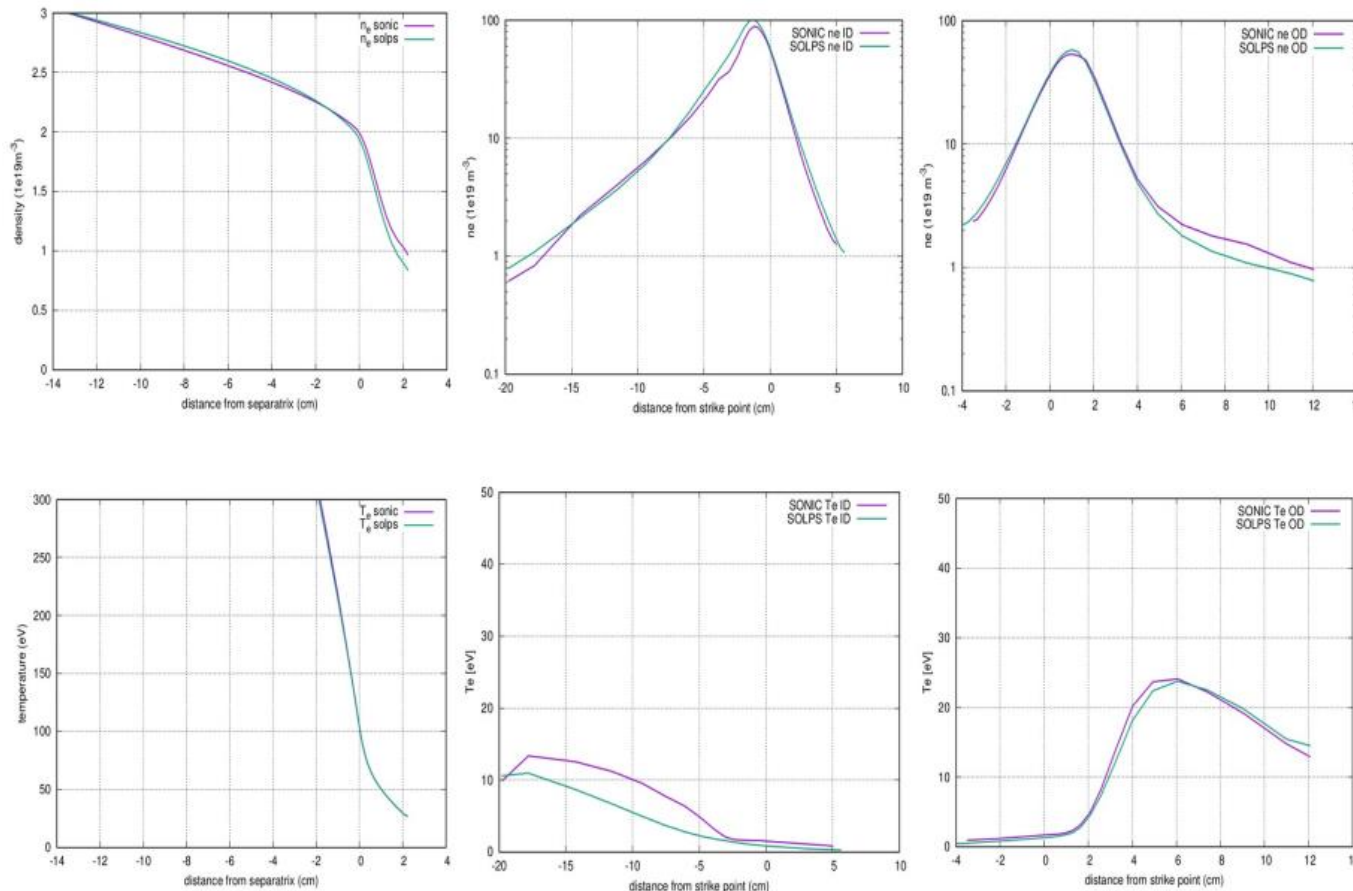 n_e sonic
n_e solps
density (1e19m⁻³)
3
2.5
2
1.5
1
0.5
0
-14 -12 -10 -8 -6 -4 -2 0 2 4
distance from separatrix (cm)
SONIC ne ID
SOLPS ne ID
ne (1e19 m⁻³)
100
10
1
0.1
-20 -15 -10 -5 0 5 10
distance from strike point (cm)
SONIC ne OD
SOLPS ne OD
ne (1e19 m⁻³)
100
10
1
0.1
-4 -2 0 2 4 6 8 10 12 1
T_e sonic
T_e solps
temperature (eV)
300
250
200
150
100
50
0
-14 -12 -10 -8 -6 -4 -2 0 2 4
distance from separatrix (cm)
SONIC Te ID
SOLPS Te ID
Te [eV]
50
40
30
20
10
0
-20 -15 -10 -5 0 5 10
distance from strike point (cm)
SONIC Te OD
SOLPS Te OD
Te [eV]
50
40
30
20
10
0
-4 -2 0 2 4 6 8 10 12 1
distance from strike point (cm)